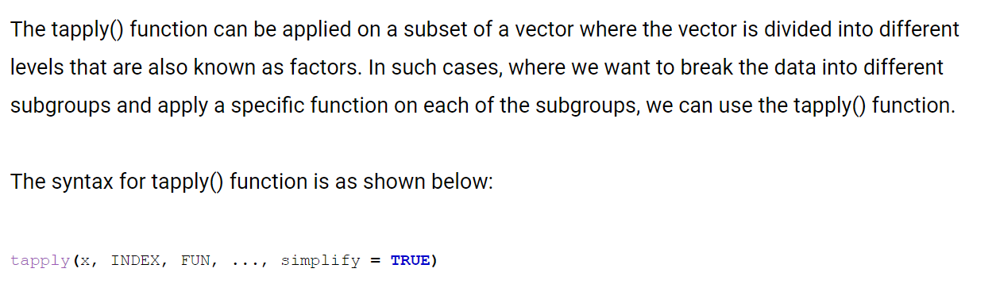 The tapply() function can be applied on a subset of a vector where the vector is divided into different
levels that are also known as factors. In such cases, where we want to break the data into different
subgroups and apply a specific function on each of the subgroups, we can use the tapply() function.
The syntax for tapply() function is as shown below:
tapply(x, INDEX, FUN, ..., simplify = TRUE)